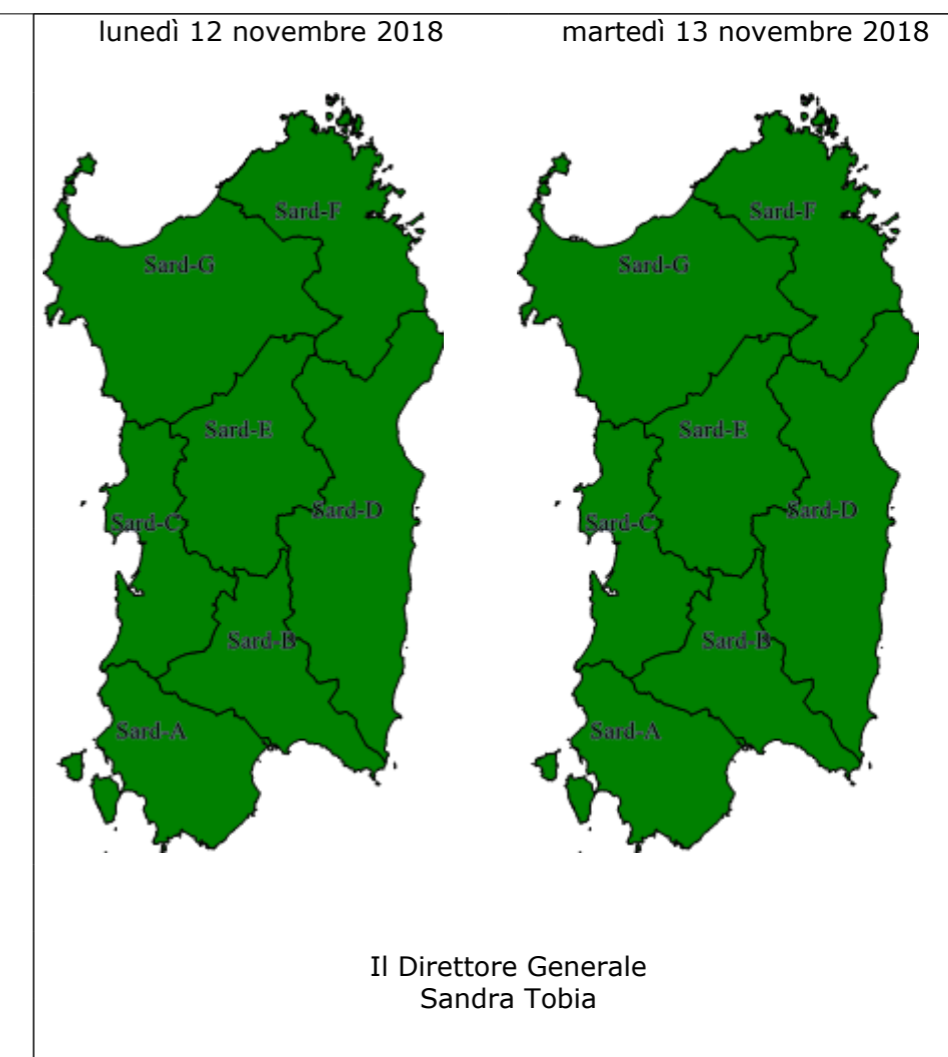 lunedì 12 novembre 2018
martedì 13 novembre 2018
Sard-F
Sard-G
Sard-E
Sard-D
Sard-C
Sard-B
Sard-A
Sard-F
Sard-G
Sard-E
Sard-D
Sard-C
Sard-B
Sard-A
Il Direttore Generale
Sandra Tobia